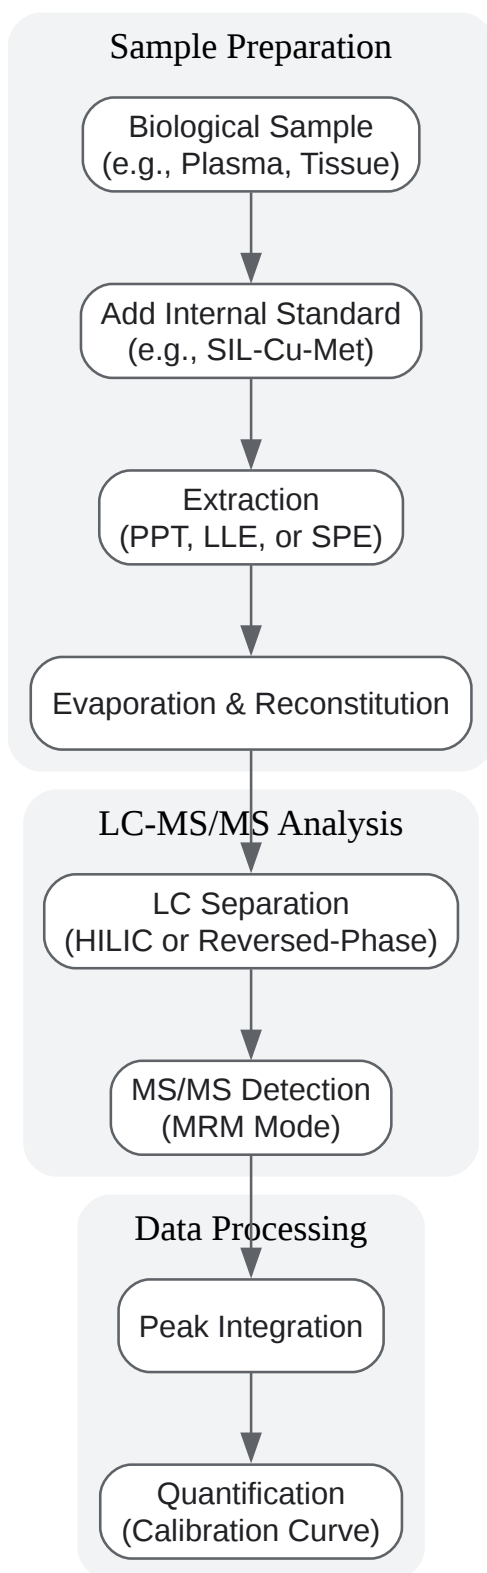 Sample Preparation
Biological Sample
(e.g., Plasma, Tissue)
Add Internal Standard
(e.g., SIL-Cu-Met)
Extraction
(PPT, LLE, or SPE)
Evaporation & Reconstitution
LC-MS/MS Analysis
LC Separation
(HILIC or Reversed-Phase)
MS/MS Detection
(MRM Mode)
Data Processing
Peak Integration
Quantification
(Calibration Curve)